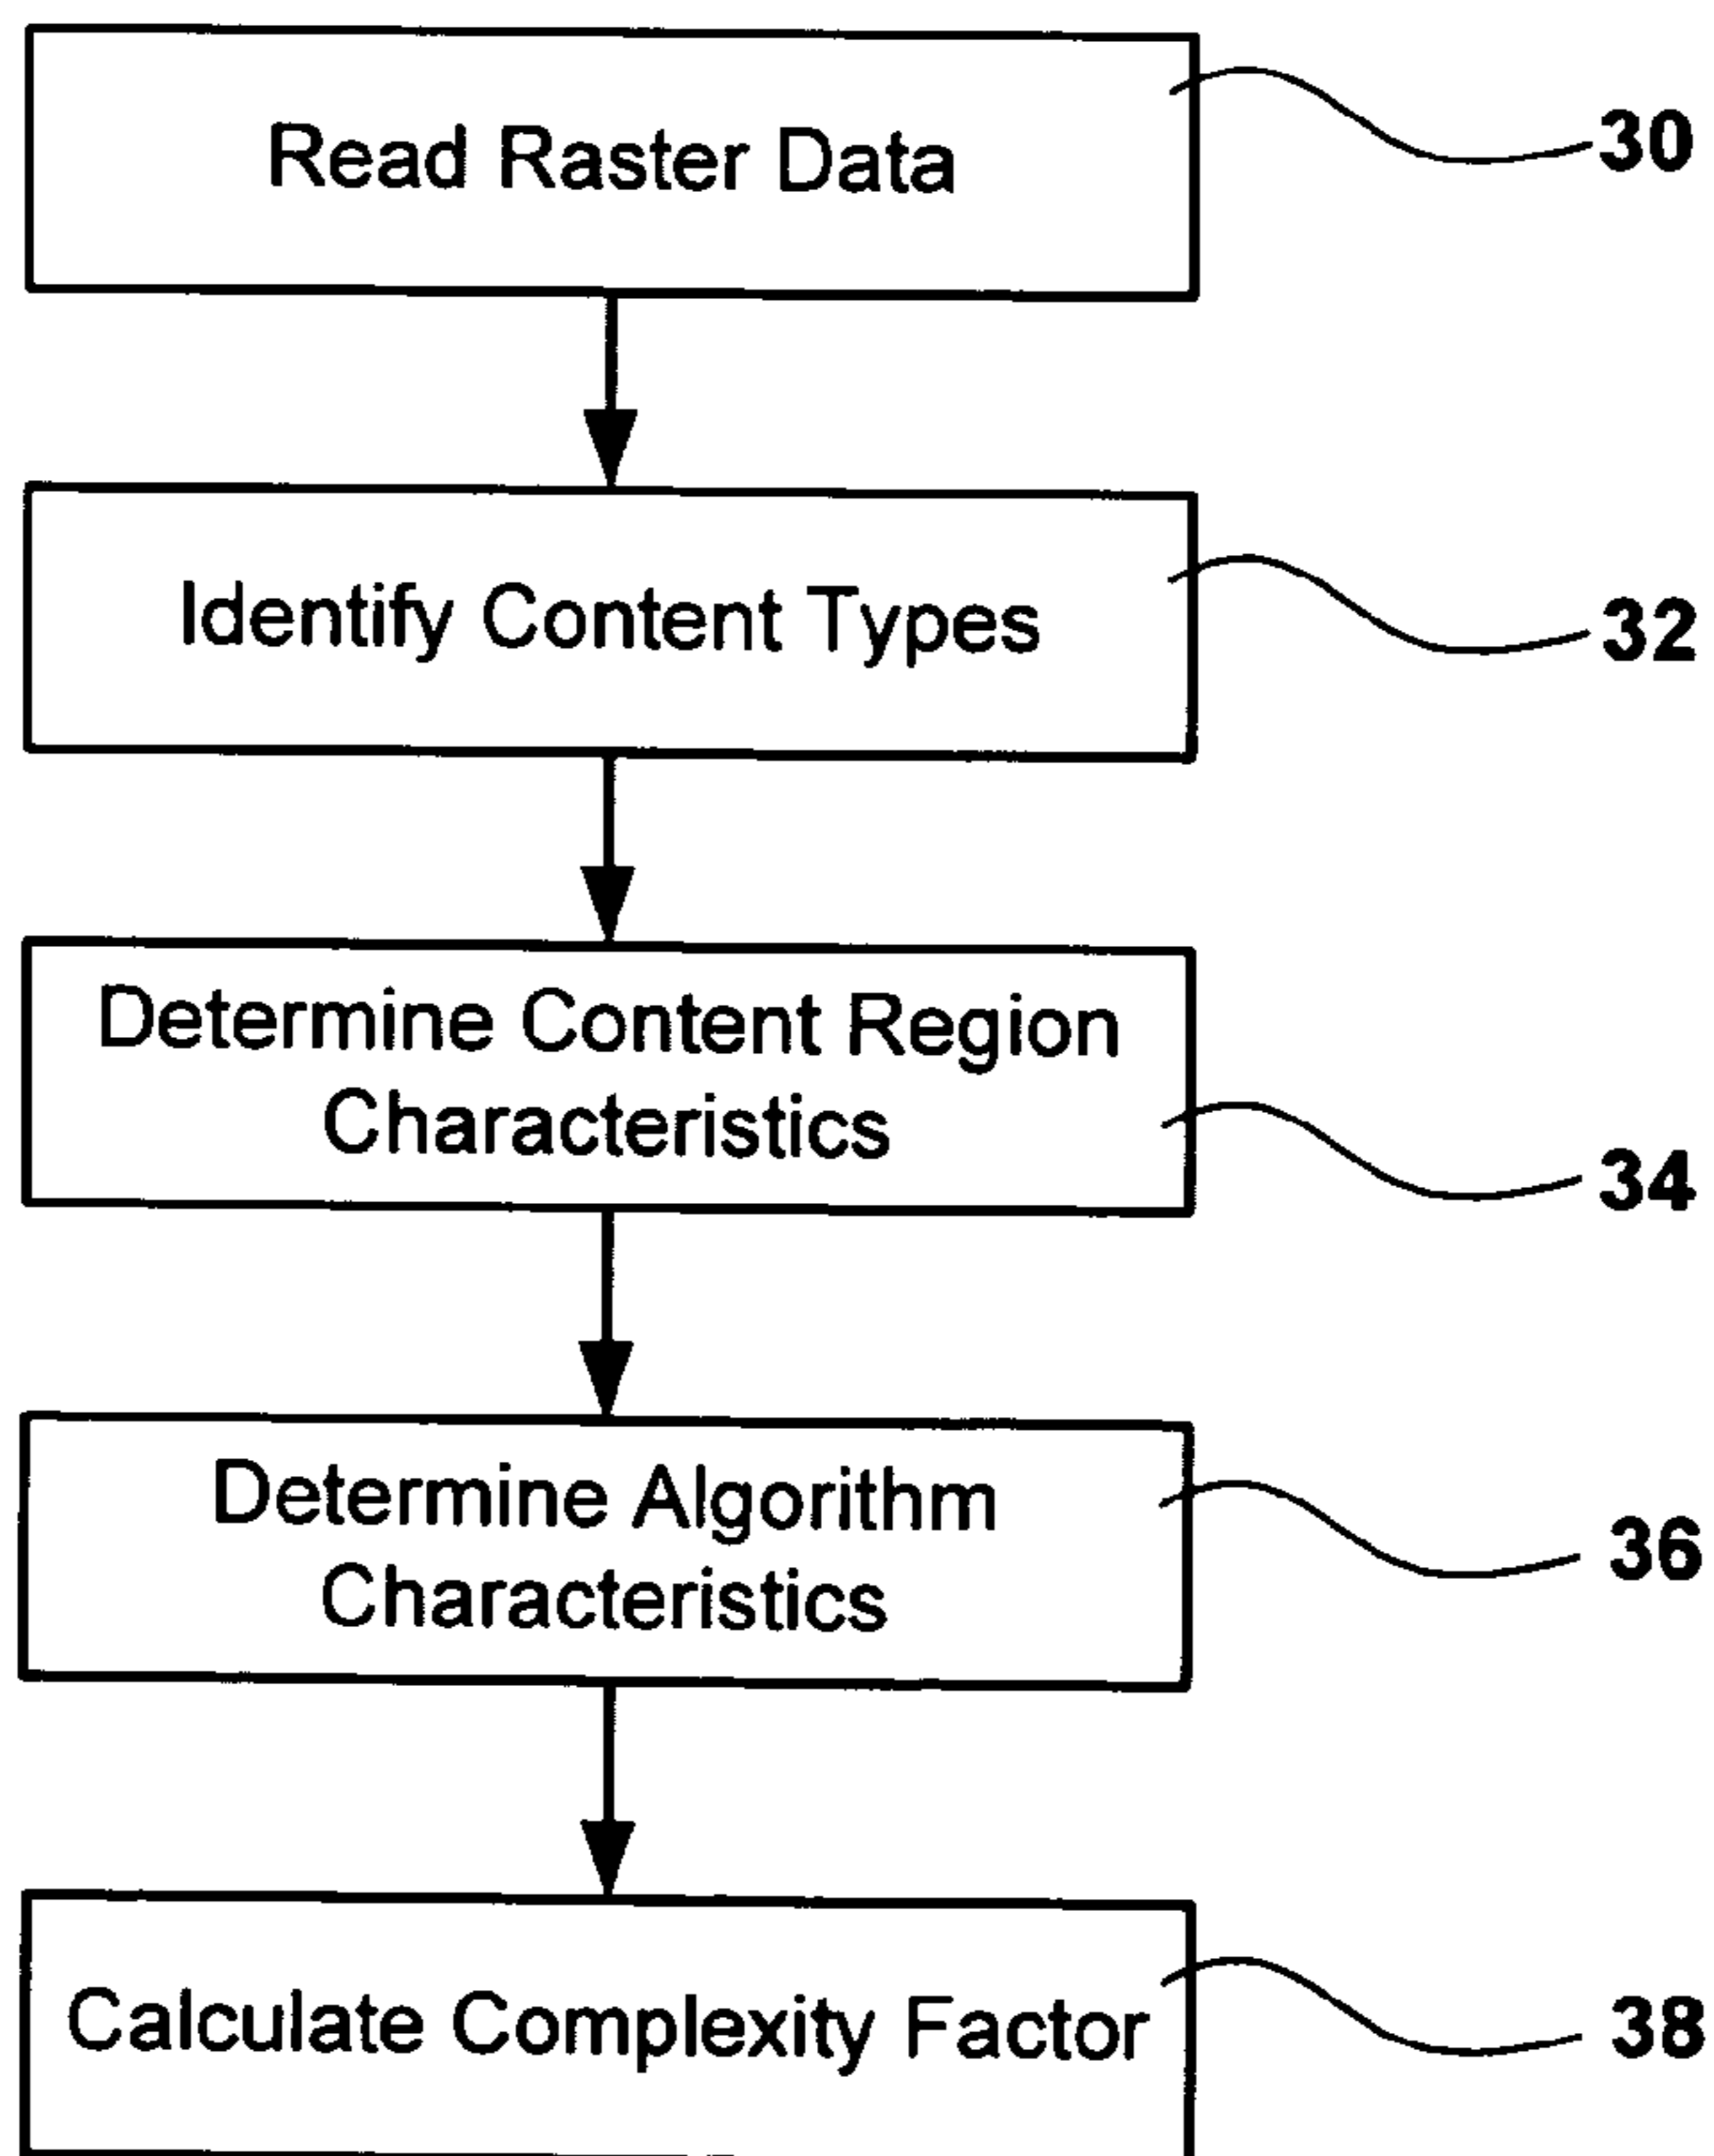 Read Raster Data
30
Identify Content Types
32
Determine Content Region
Characteristics
34
Determine Algorithm
Characteristics
36
Calculate Complexity Factor
38